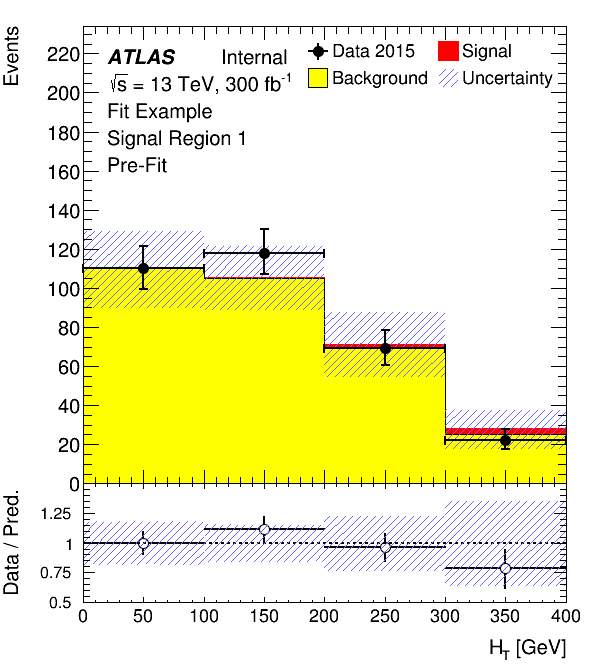 Events
220
200
180
160
140
120
100
80
60
40
20
0
ATLAS Internal
√s = 13 TeV, 300 fb⁻¹
Fit Example
Signal Region 1
Pre-Fit
Data 2015 Signal
Background Uncertainty
Data / Pred.
1.25
1
0.75
0.5
0 50 100 150 200 250 300 350 400
H_T [GeV]